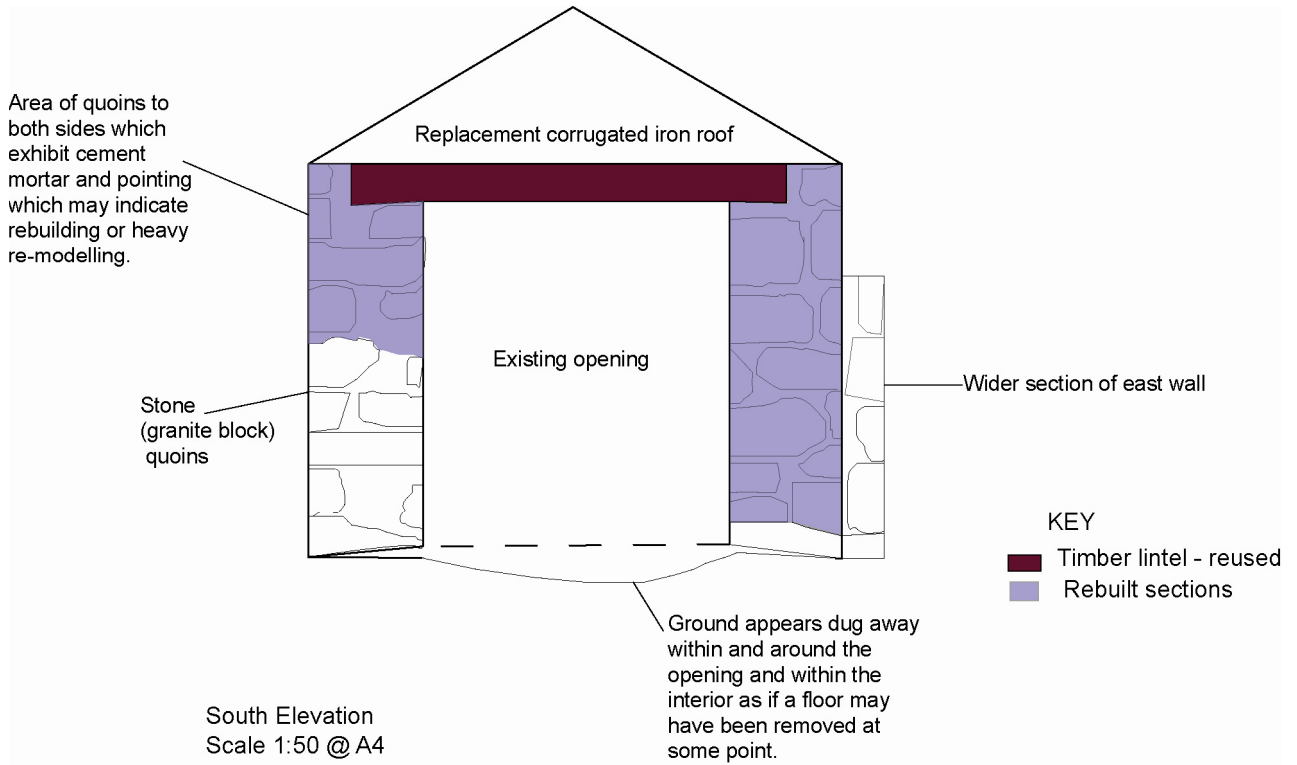 Area of quoins to
both sides which
exhibit cement
mortar and pointing
which may indicate
rebuilding or heavy
re-modelling.
Replacement corrugated iron roof
Existing opening
Wider section of east wall
Stone
(granite block)
quoins
KEY
Timber lintel - reused
Rebuilt sections
Ground appears dug away
within and around the
opening and within the
interior as if a floor may
have been removed at
some point.
South Elevation
Scale 1:50 @ A4